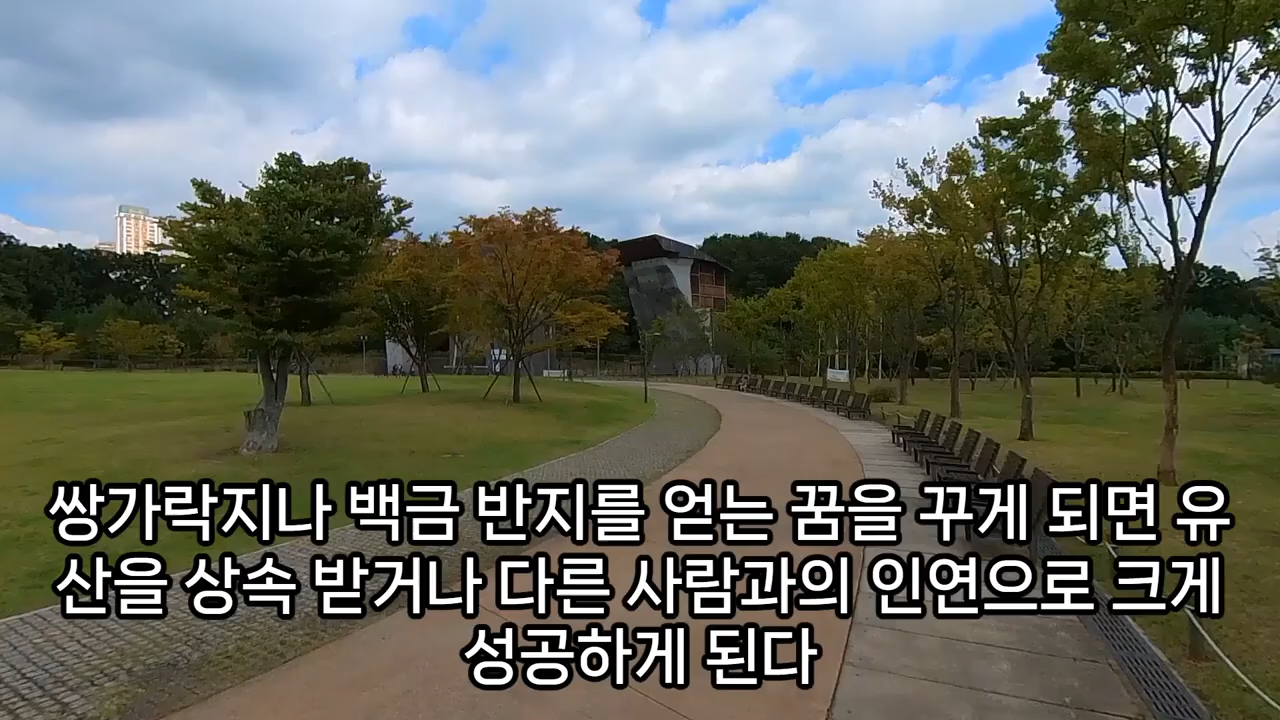 쌍가락지나 백금 반지를 얻는 꿈을 꾸게 되면 유
산을 상속 받거나 다른 사람과의 인연으로 크게
성공하게 된다